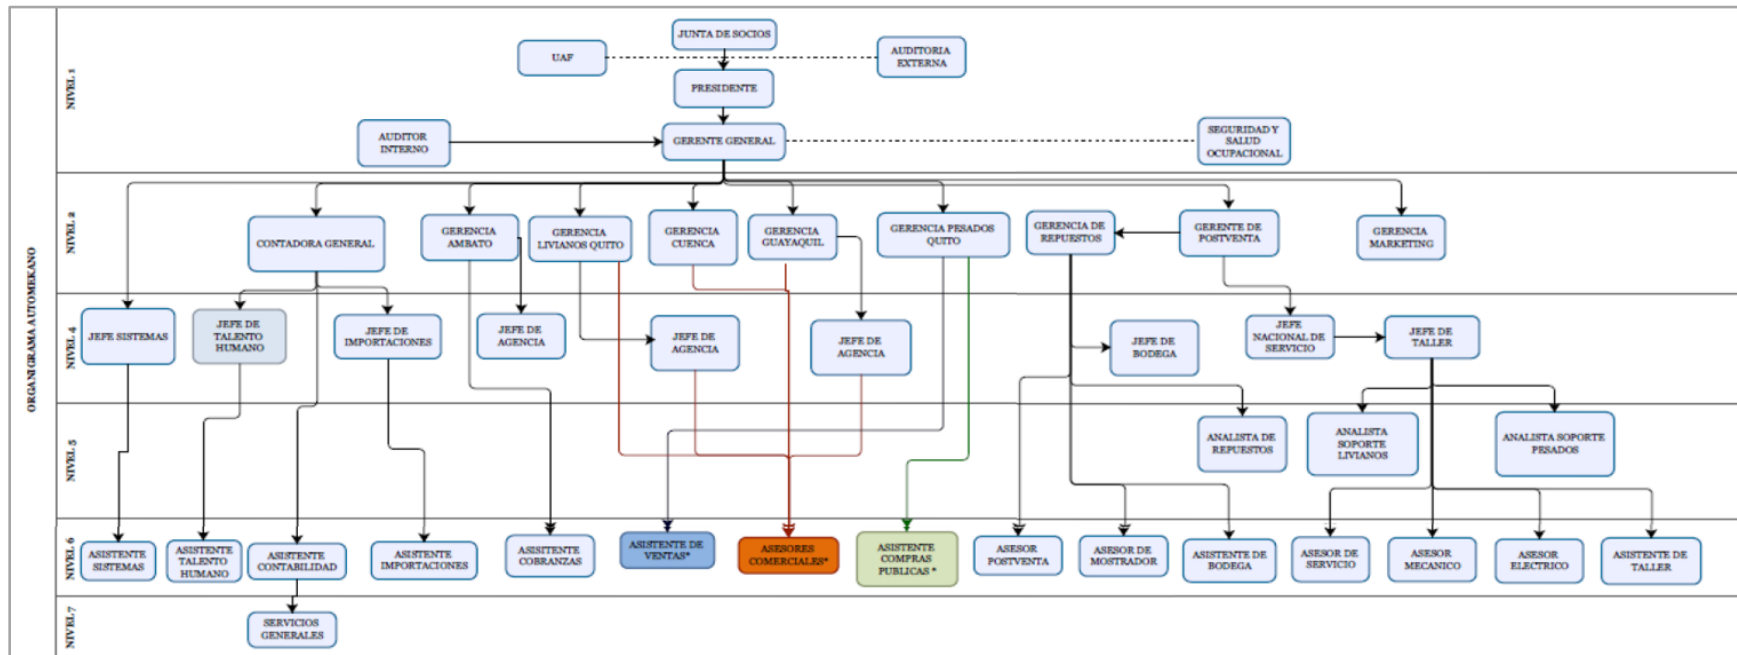 ORGANIGRAMA AUTOMEKANO
NIVEL 1
JUNTA DE SOCIOS
UAF
AUDITORIA
EXTERNA
PRESIDENTE
AUDITOR
INTERNO
GERENTE GENERAL
SEGURIDAD Y
SALUD
OCUPACIONAL
NIVEL 2
CONTADORA GENERAL
GERENCIA
AMBATO
GERENCIA
LIVIANOS QUITO
GERENCIA
CUENCA
GERENCIA
GUAYAQUIL
GERENCIA PESADOS
QUITO
GERENCIA DE
REPUESTOS
GERENTE DE
POSTVENTA
GERENCIA
MARKETING
NIVEL 4
JEFE SISTEMAS
JEFE DE
TALENTO
HUMANO
JEFE DE
IMPORTACIONES
JEFE DE
AGENCIA
JEFE DE
AGENCIA
JEFE DE
AGENCIA
JEFE DE
BODEGA
JEFE
NACIONAL DE
SERVICIO
JEFE DE
TALLER
NIVEL 5
ANALISTA DE
REPUESTOS
ANALISTA
SOPORTE
LIVIANOS
ANALISTA SOPORTE
PESADOS
NIVEL 6
ASISTENTE
SISTEMAS
ASISTENTE
TALENTO
HUMANO
ASISTENTE
CONTABILIDAD
ASISTENTE
IMPORTACIONES
ASISITENTE
COBRANZAS
ASISTENTE DE
VENTAS*
ASESORES
COMERCIALES*
ASISTENTE
COMPRAS
PUBLICAS *
ASESOR
POSTVENTA
ASESOR DE
MOSTRADOR
ASISTENTE DE
BODEGA
ASESOR DE
SERVICIO
ASESOR
MECANICO
ASESOR
ELECTRICO
ASISTENTE DE
TALLER
NIVEL 7
SERVICIOS
GENERALES